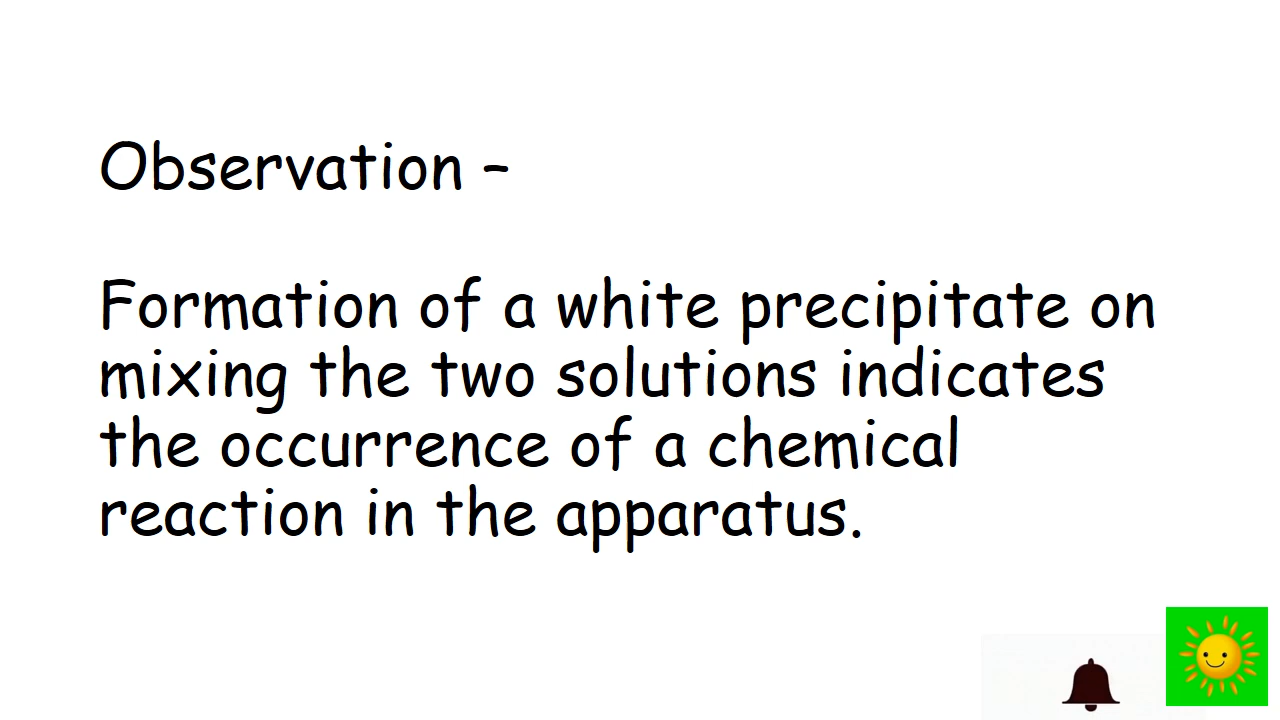 Observation –
Formation of a white precipitate on
mixing the two solutions indicates
the occurrence of a chemical
reaction in the apparatus.